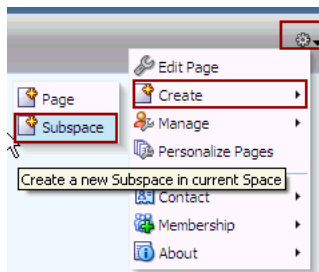 Edit Page
Page
Create
Subspace
Manage
Personalize Pages
Create a new Subspace in current Space
Contact
Membership
About